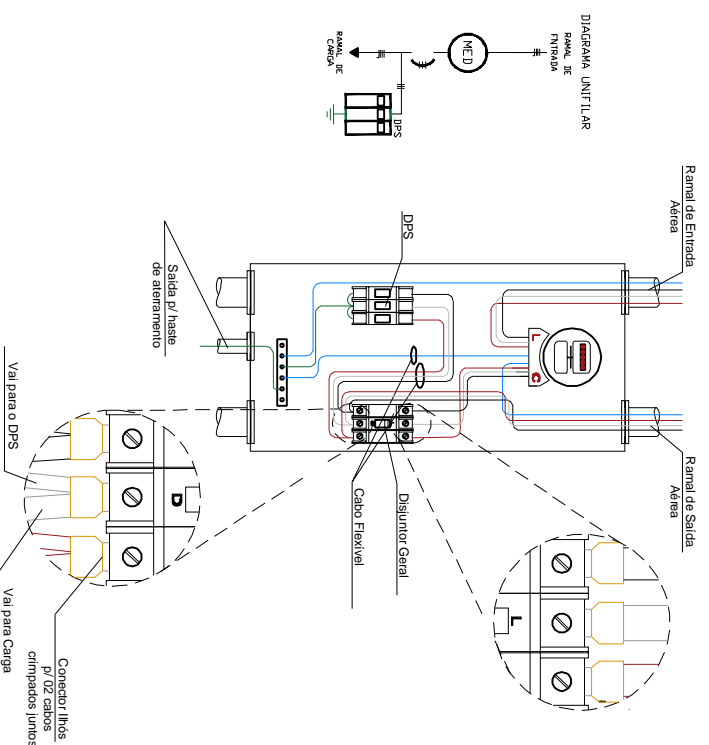 DIAGRAMA UNIFILAR
RAMAL DE
ENTRADA
MED
RAMAL DE
CARGA
DPS
Ramal de Entrada
Aérea
Ramal de Saída
Aérea
L
C
DPS
Disjuntor Geral
Cabo Flexível
Saída p/ haste
de aterramento
L
D
Vai para o DPS
Vai para Carga
Conector Ilhós
p/ 02 cabos
crimpados juntos